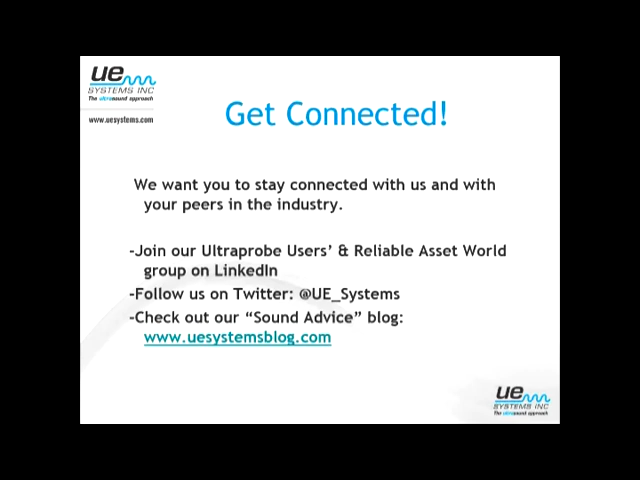 ue
SYSTEMS INC
The ultrasound approach
www.uesystems.com
Get Connected!
We want you to stay connected with us and with
your peers in the industry.
-Join our Ultraprobe Users’ & Reliable Asset World
group on LinkedIn
-Follow us on Twitter: @UE_Systems
-Check out our “Sound Advice” blog:
www.uesystemsblog.com
ue
SYSTEMS INC
The ultrasound approach